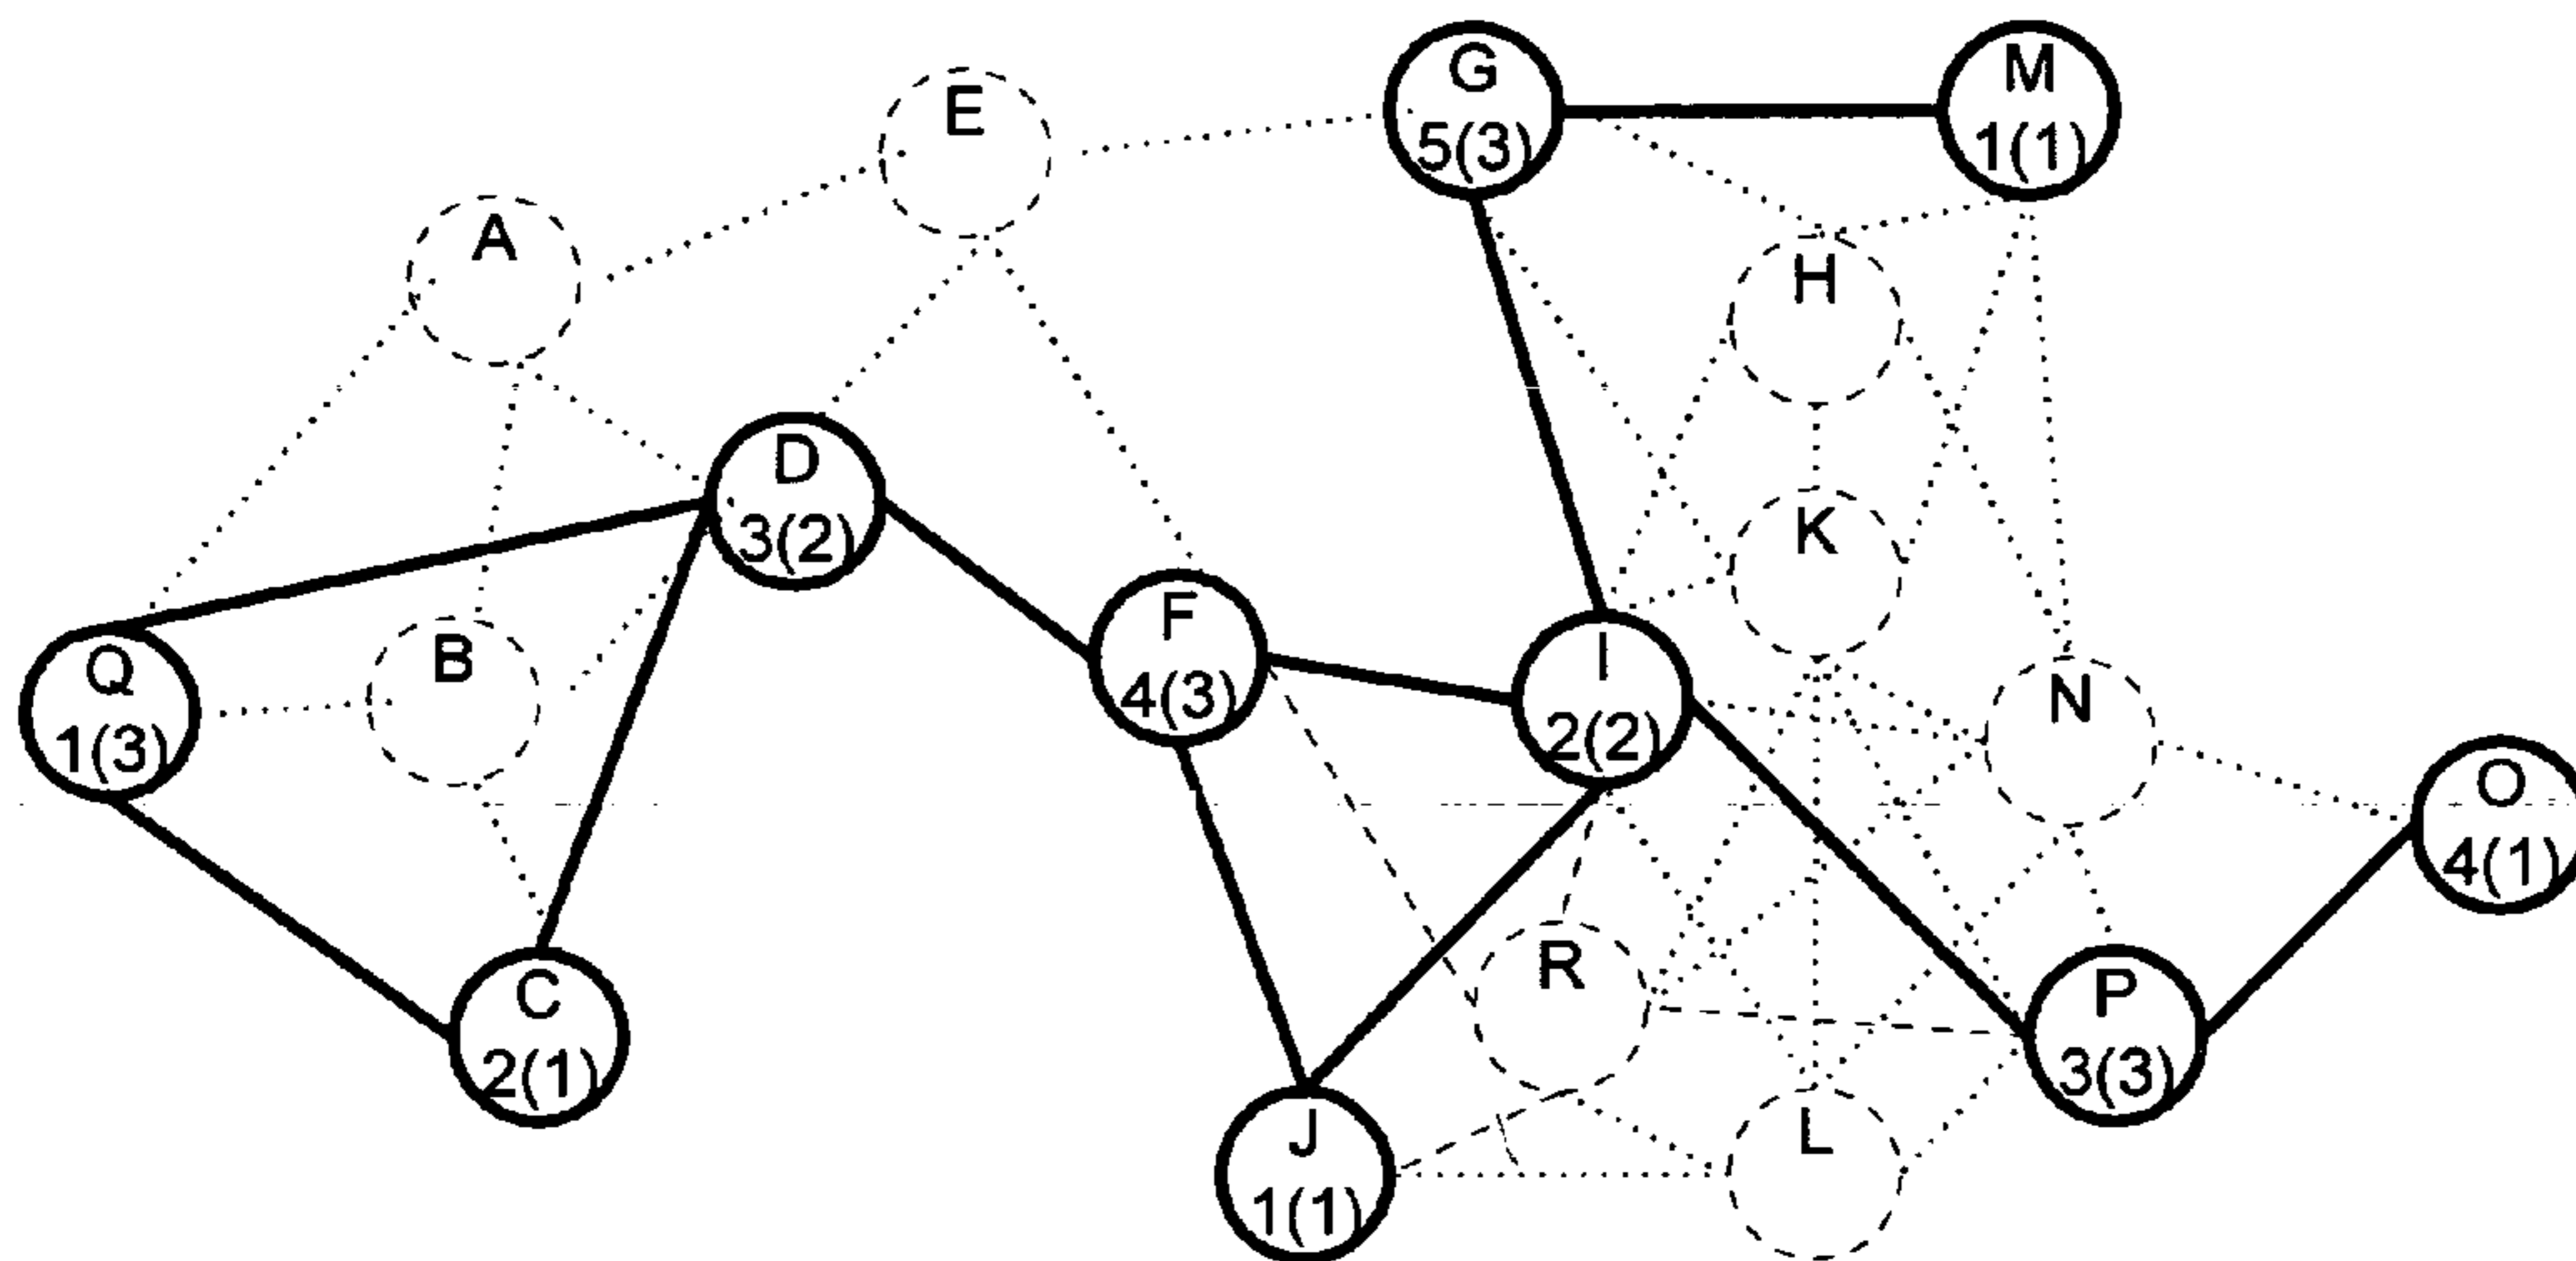 G
5(3)
M
1(1)
E
A
H
D
3(2)
K
F
4(3)
Q
1(3)
B
I
2(2)
N
O
4(1)
C
2(1)
R
P
3(3)
J
1(1)
L